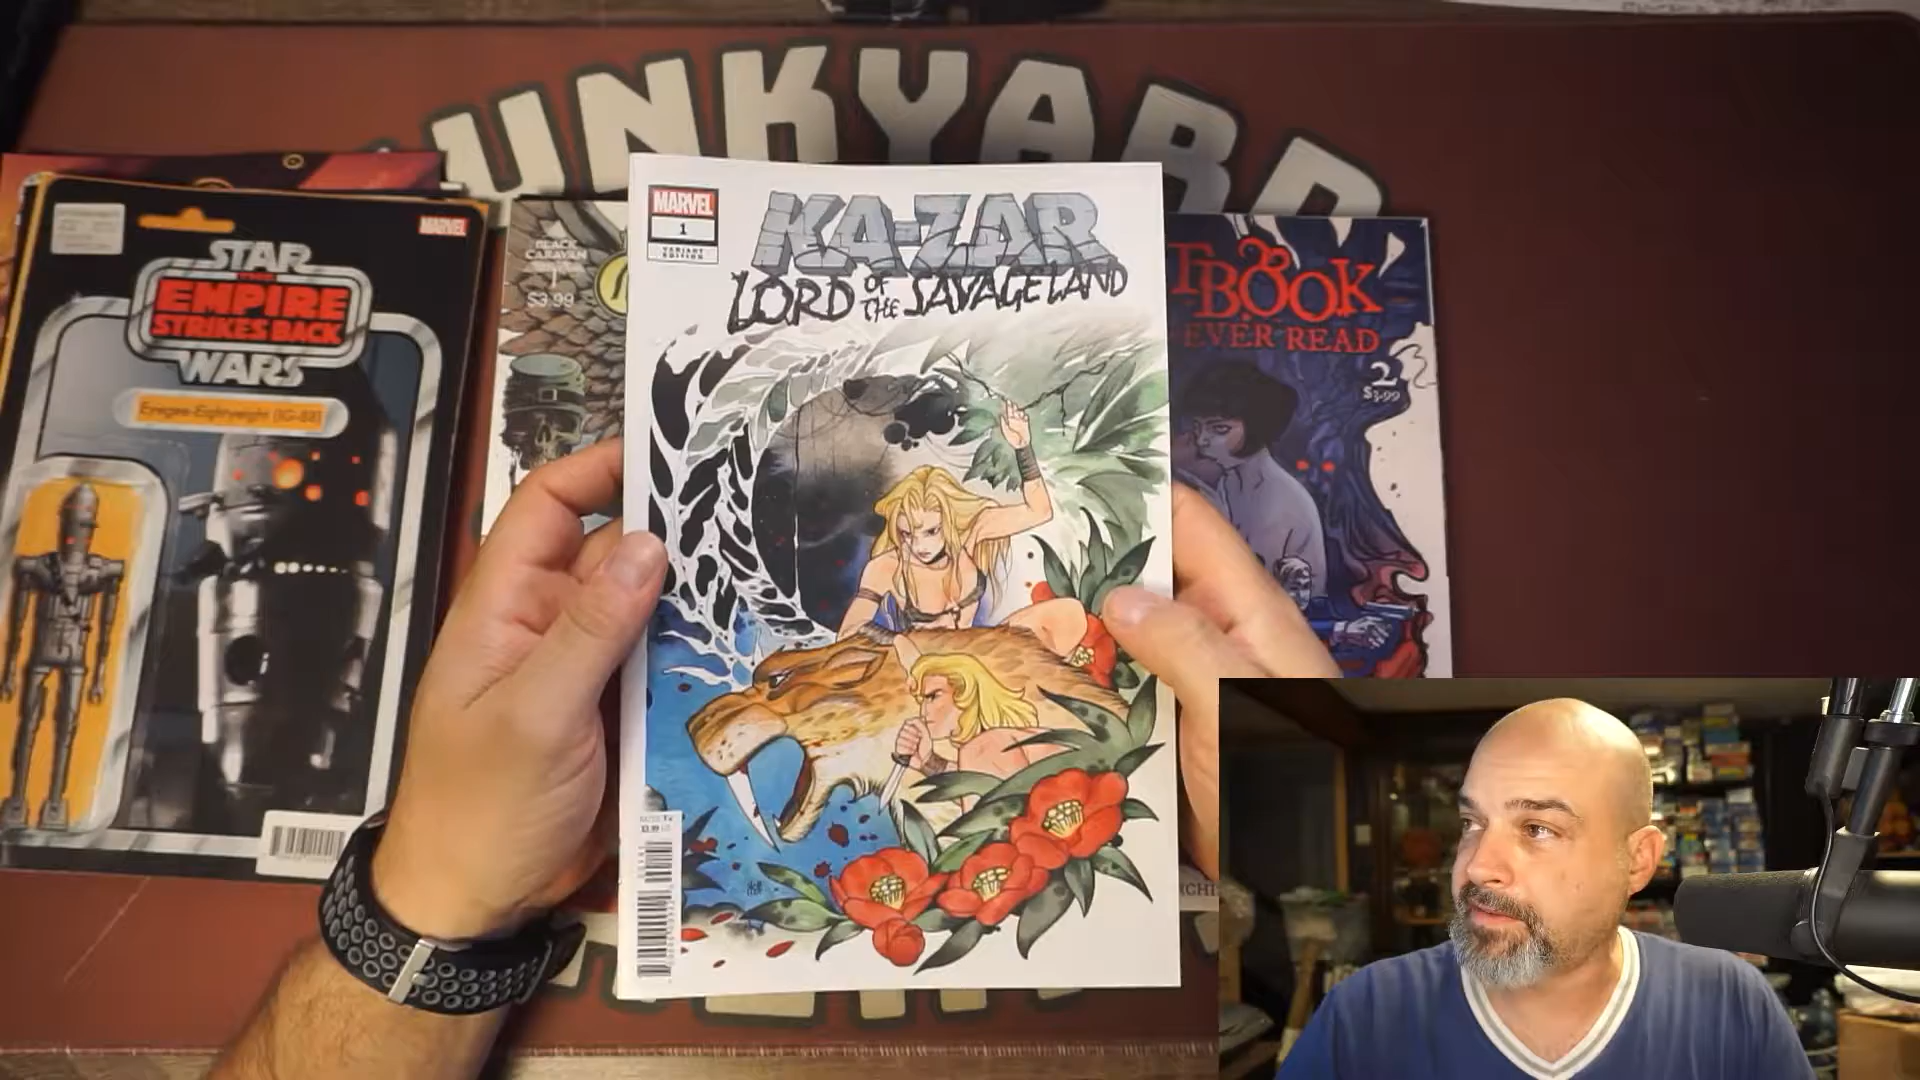 UNKYARD
MARVEL
STAR
THE
EMPIRE
STRIKES BACK
WARS
BLACK
CARAVAN
1
$3.99
MARVEL
1
VARIANT
EDITION
KA-ZAR
LORD OF THE SAVAGE LAND
TBOOK
EVER READ
2
$3.99